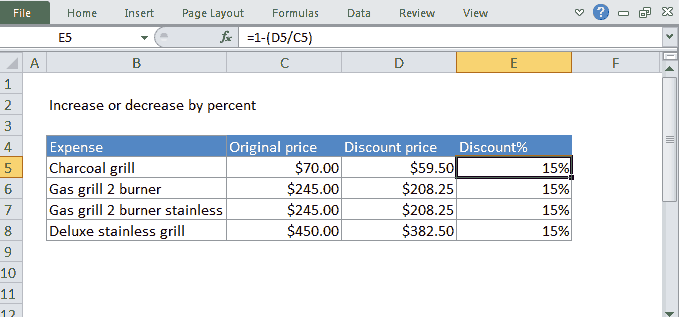 File Home Insert Page Layout Formulas Data Review View ?
E5 fx =1-(D5/C5)
A B C D E F
1
2 Increase or decrease by percent
3
4 Expense Original price Discount price Discount%
5 Charcoal grill $70.00 $59.50 15%
6 Gas grill 2 burner $245.00 $208.25 15%
7 Gas grill 2 burner stainless $245.00 $208.25 15%
8 Deluxe stainless grill $450.00 $382.50 15%
9
10
11
12